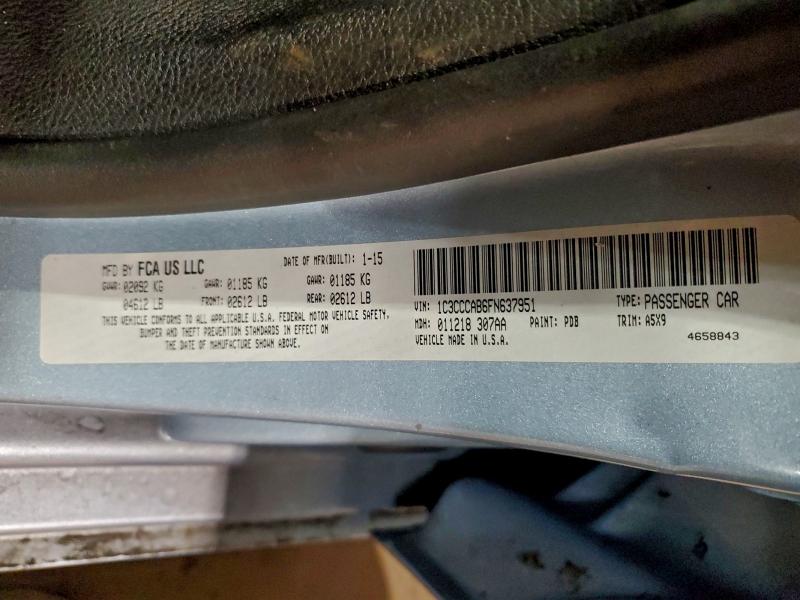 MFD BY FCA US LLC DATE OF MFR(BUILT): 1-15
GVWR: 02092 KG GAWR: 01185 KG GAWR: 01185 KG
04612 LB FRONT: 02612 LB REAR: 02612 LB
THIS VEHICLE CONFORMS TO ALL APPLICABLE U.S.A. FEDERAL MOTOR VEHICLE SAFETY,
BUMPER AND THEFT PREVENTION STANDARDS IN EFFECT ON
THE DATE OF MANUFACTURE SHOWN ABOVE.
VIN: 1C3CCCAB6FN637951 TYPE: PASSENGER CAR
MDH: 011218 307AA PAINT: PDB TRIM: A5X9
VEHICLE MADE IN U.S.A. 4658843